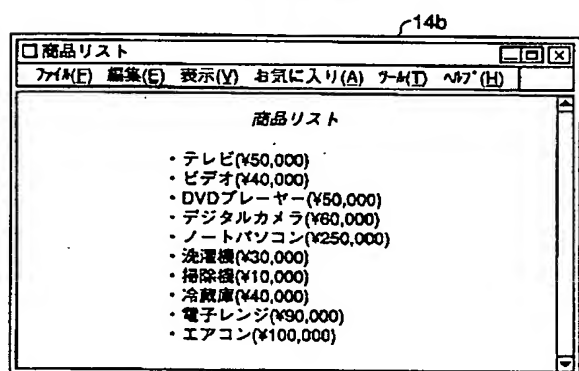 14b
商品リスト
ファイル(F) 編集(E) 表示(V) お気に入り(A) ツール(T) ヘルプ(H)
商品リスト
・テレビ(¥50,000)
・ビデオ(¥40,000)
・DVDプレーヤー(¥50,000)
・デジタルカメラ(¥60,000)
・ノートパソコン(¥250,000)
・洗濯機(¥30,000)
・掃除機(¥10,000)
・冷蔵庫(¥40,000)
・電子レンジ(¥90,000)
・エアコン(¥100,000)